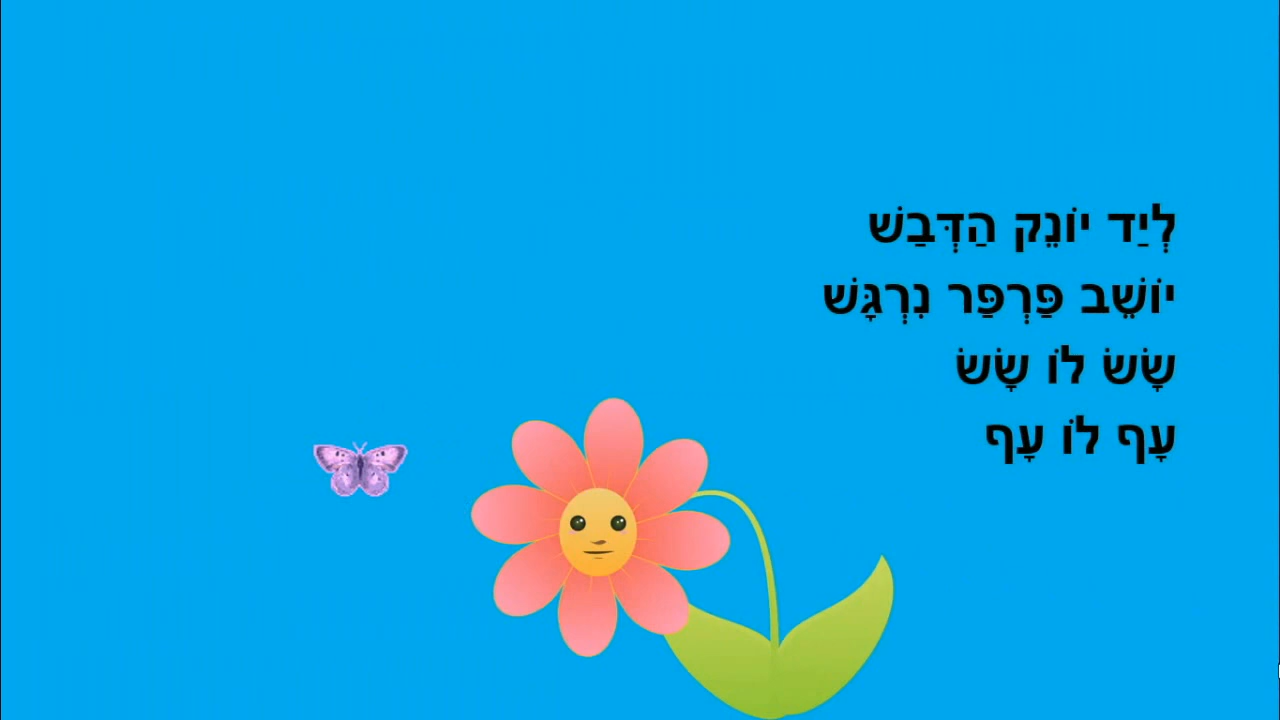 לְיַד יוֹנֵק הַדְּבַשׁ
יוֹשֵׁב פַּרְפַּר נִרְגָּשׁ
שָׂשׂ לוֹ שָׂשׂ
עָף לוֹ עָף